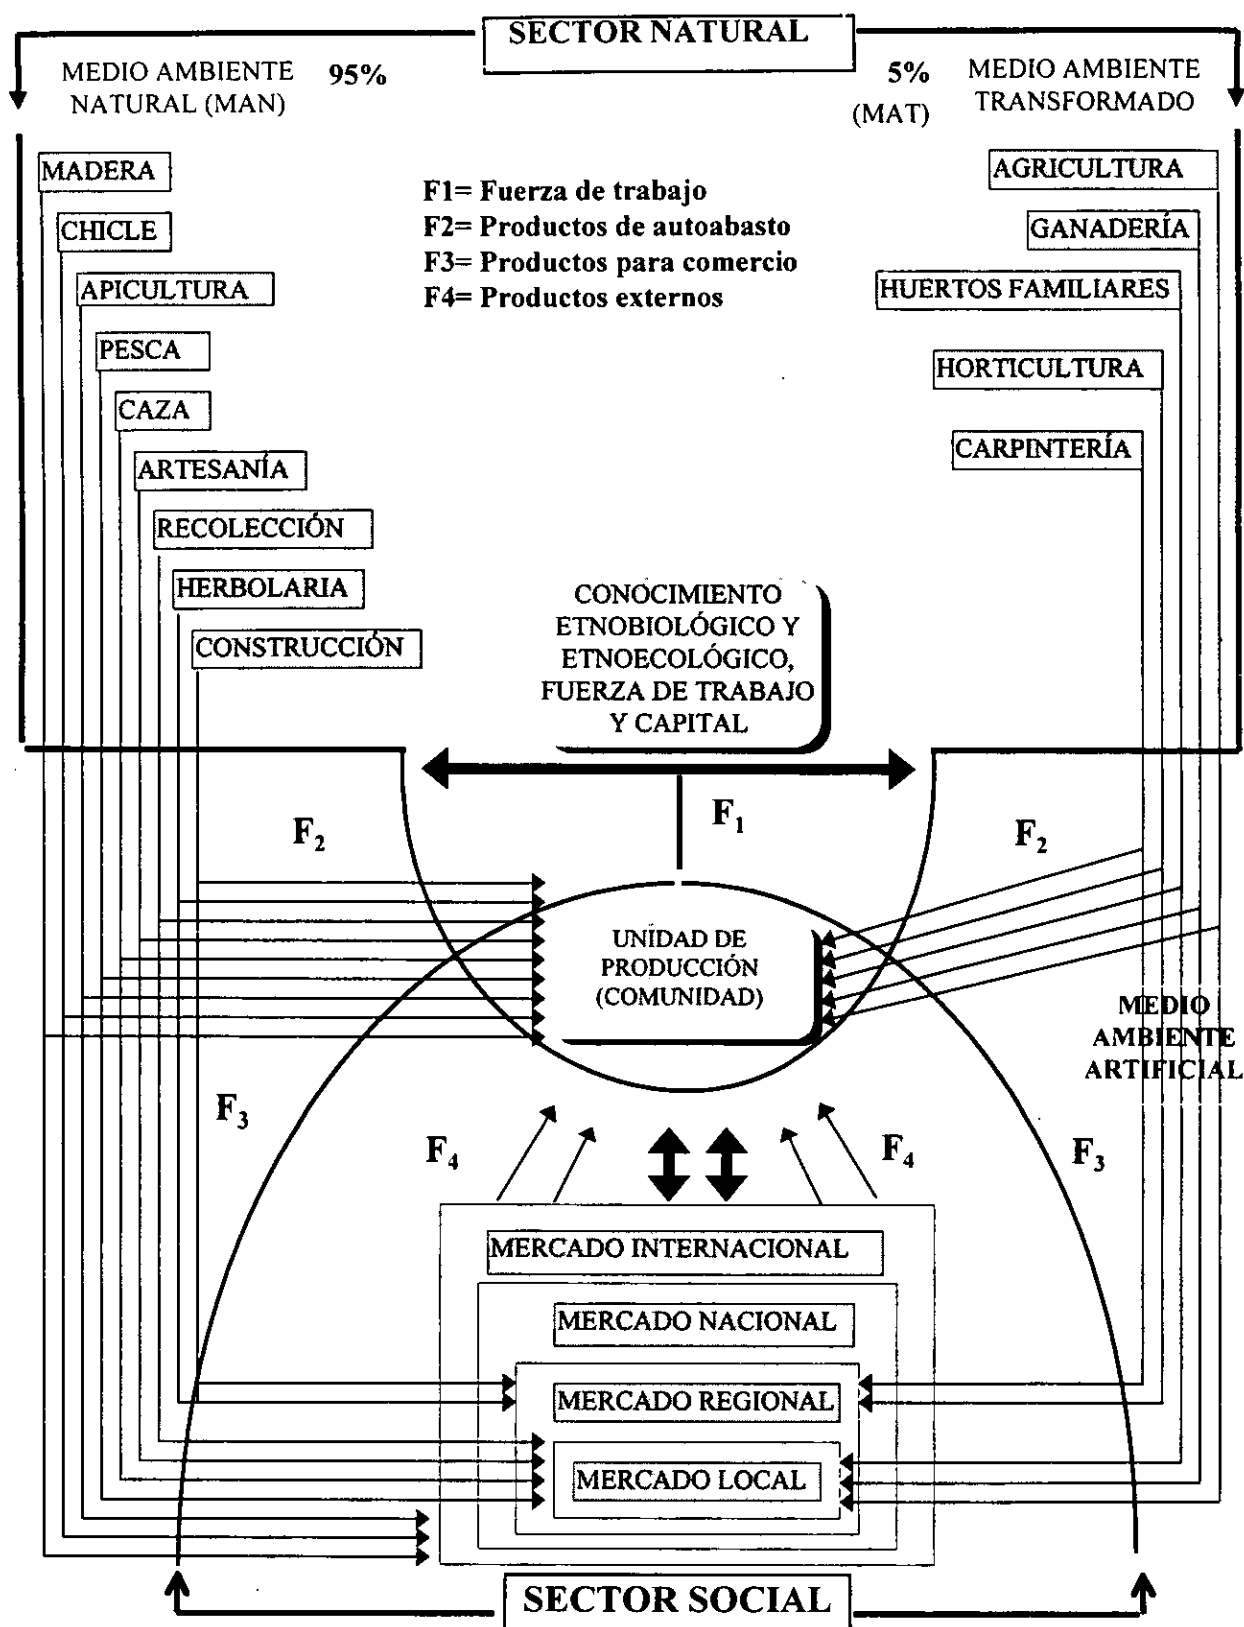 SECTOR NATURAL
MEDIO AMBIENTE
NATURAL (MAN)
95%
5%
(MAT)
MEDIO AMBIENTE
TRANSFORMADO
MADERA
CHICLE
APICULTURA
PESCA
CAZA
ARTESANÍA
RECOLECCIÓN
HERBOLARIA
CONSTRUCCIÓN
F1= Fuerza de trabajo
F2= Productos de autoabasto
F3= Productos para comercio
F4= Productos externos
AGRICULTURA
GANADERÍA
HUERTOS FAMILIARES
HORTICULTURA
CARPINTERÍA
CONOCIMIENTO
ETNOBIOLÓGICO Y
ETNOECOLÓGICO,
FUERZA DE TRABAJO
Y CAPITAL
F₁
F₂
F₂
UNIDAD DE
PRODUCCIÓN
(COMUNIDAD)
MEDIO
AMBIENTE
ARTIFICIAL
F₃
F₄
F₄
F₃
MERCADO INTERNACIONAL
MERCADO NACIONAL
MERCADO REGIONAL
MERCADO LOCAL
SECTOR SOCIAL